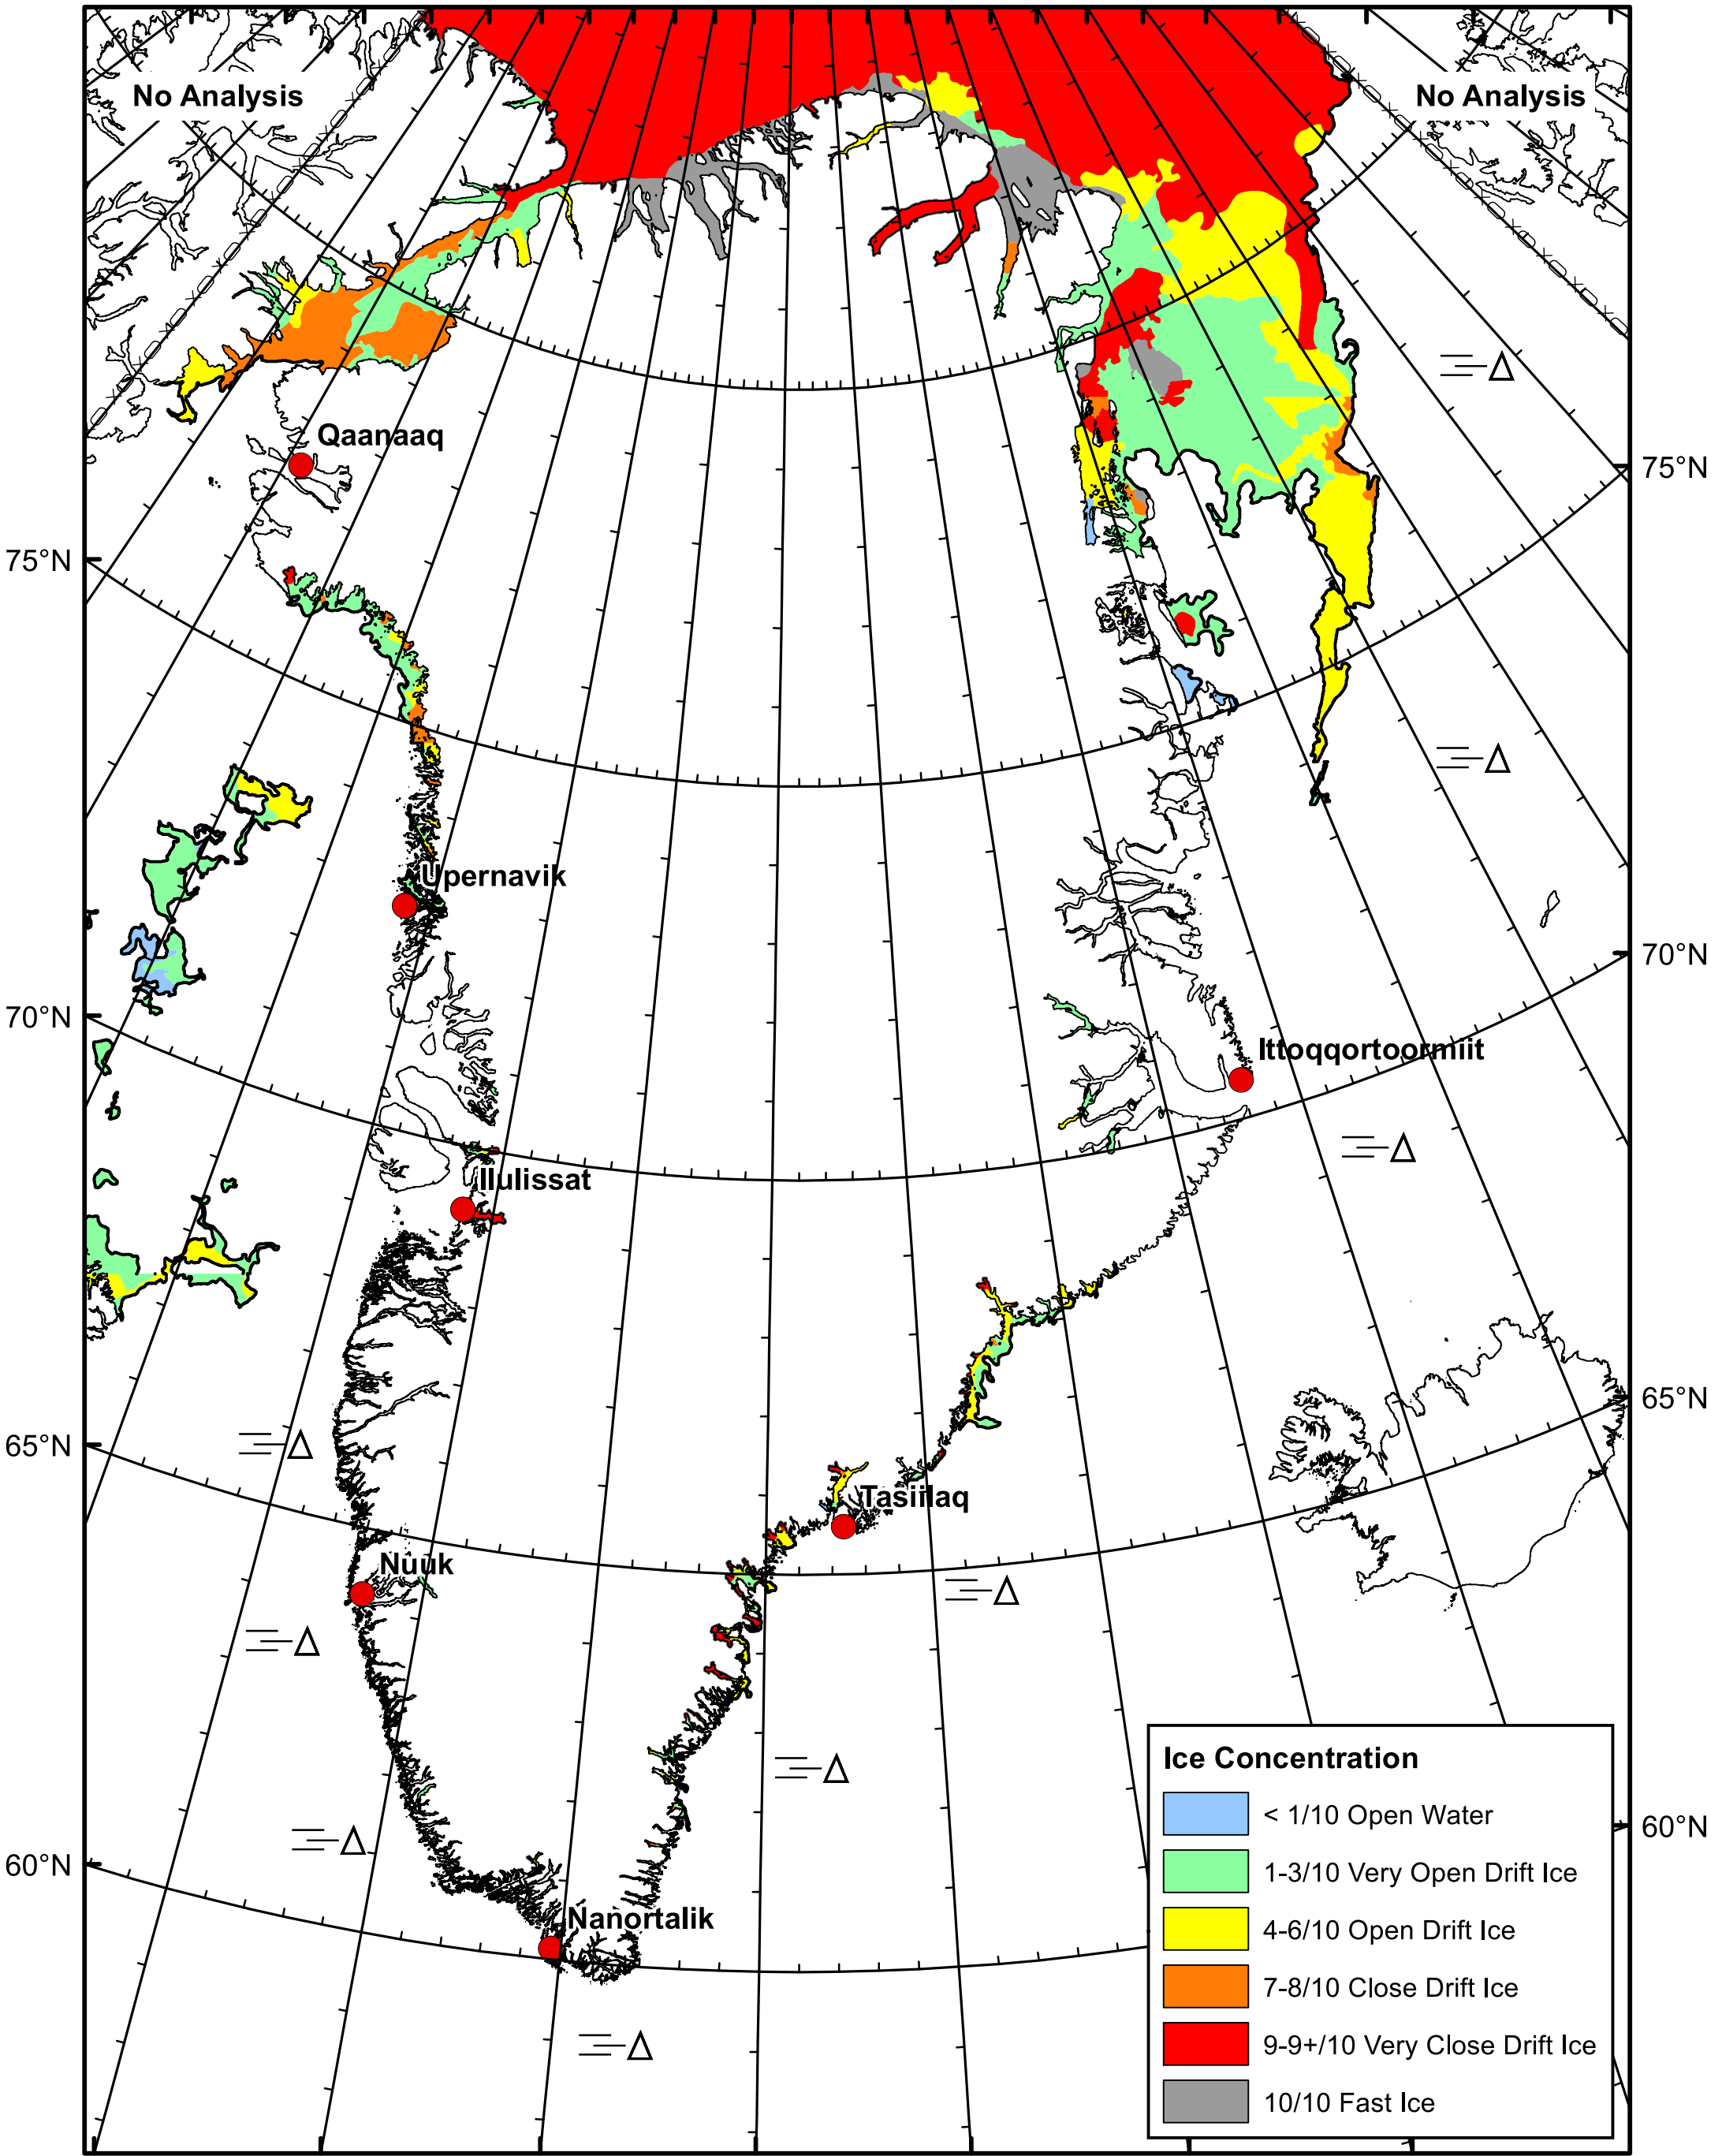 No Analysis
No Analysis
Qaanaaq
75°N
75°N
Upernavik
70°N
70°N
Ittoqqortoormiit
Ilulissat
65°N
65°N
Tasiilaq
Nuuk
Ice Concentration
< 1/10 Open Water
1-3/10 Very Open Drift Ice
4-6/10 Open Drift Ice
7-8/10 Close Drift Ice
9-9+/10 Very Close Drift Ice
10/10 Fast Ice
60°N
60°N
Nanortalik